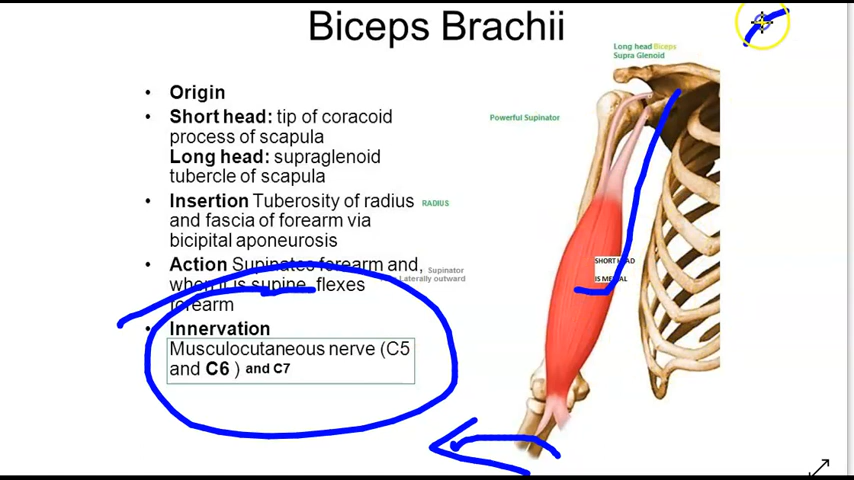 Biceps Brachii
Long head Biceps
Supra Glenoid
• Origin
• Short head: tip of coracoid
process of scapula
Long head: supraglenoid
tubercle of scapula
Powerful Supinator
• Insertion Tuberosity of radius
and fascia of forearm via
bicipital aponeurosis
RADIUS
• Action Supinates forearm and,
when it is supine, flexes
forearm
Supinator
Laterally outward
SHORT HEAD
IS MEDIAL
• Innervation
Musculocutaneous nerve (C5
and C6 ) and C7